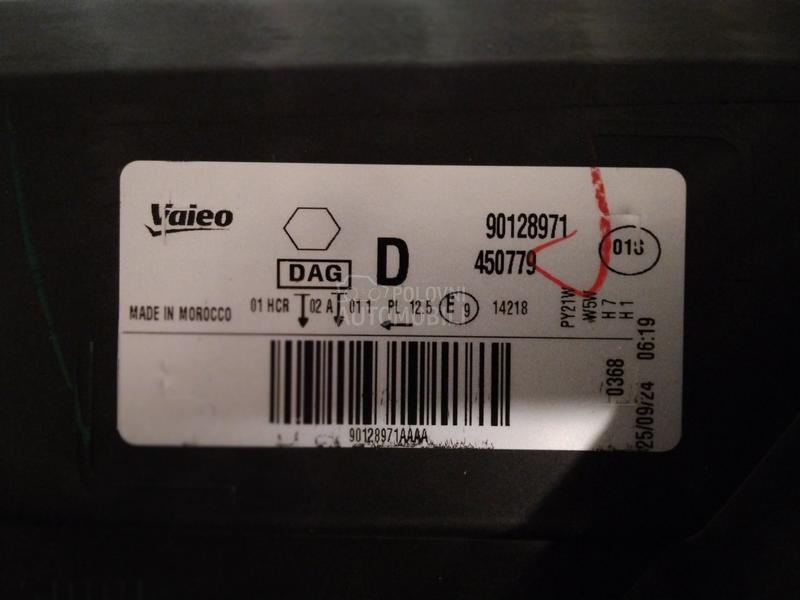 Valeo
90128971
450779
01C
DAG
D
MADE IN MOROCCO
01 HCR
02 A
01 1
PL
12.5
E 9
14218
PY21W
W5W
H7
H1
0368
25/09/24 06:19
90128971AAAA
POLOVNI
AUTOMOBILI